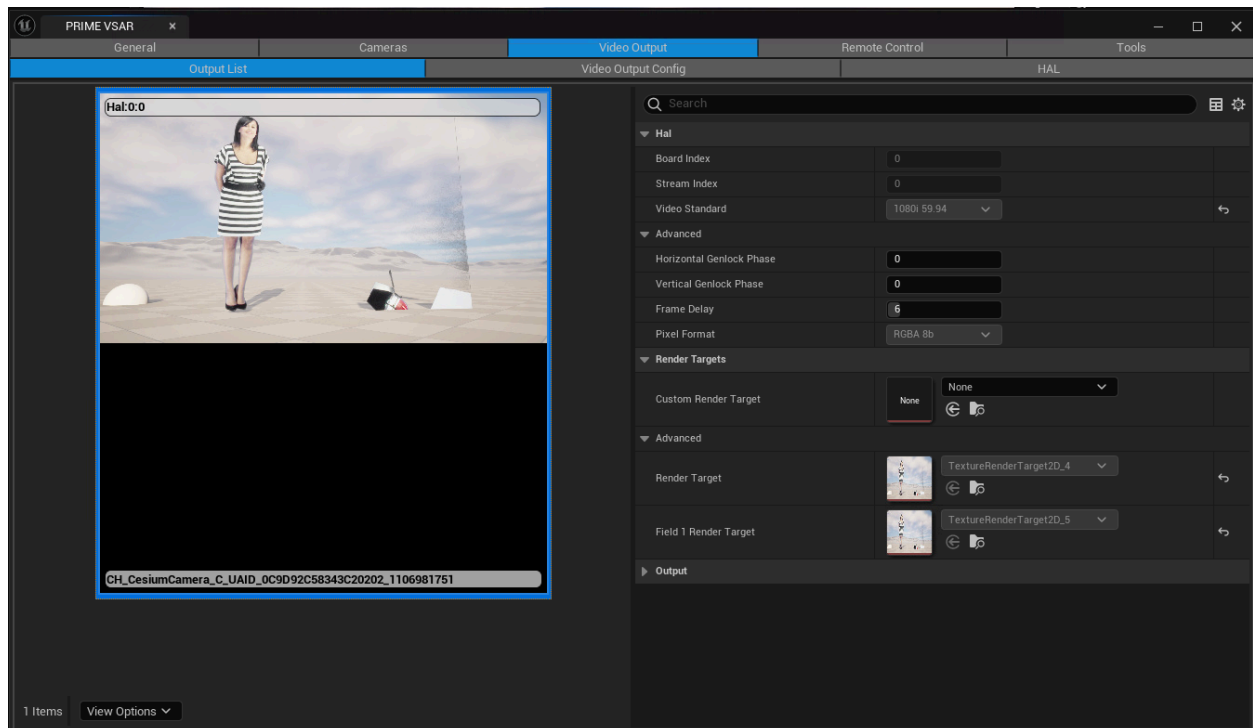 PRIME VSAR
General
Cameras
Video Output
Remote Control
Tools
Output List
Video Output Config
HAL
Hal:0:0
CH_CesiumCamera_C_UAID_0C9D92C58343C20202_1106981751
1 Items
View Options
Search
Hal
Board Index 0
Stream Index 0
Video Standard 1080i 59.94
Advanced
Horizontal Genlock Phase 0
Vertical Genlock Phase 0
Frame Delay 6
Pixel Format RGBA 8b
Render Targets
Custom Render Target None None
Advanced
Render Target TextureRenderTarget2D_4
Field 1 Render Target TextureRenderTarget2D_5
Output